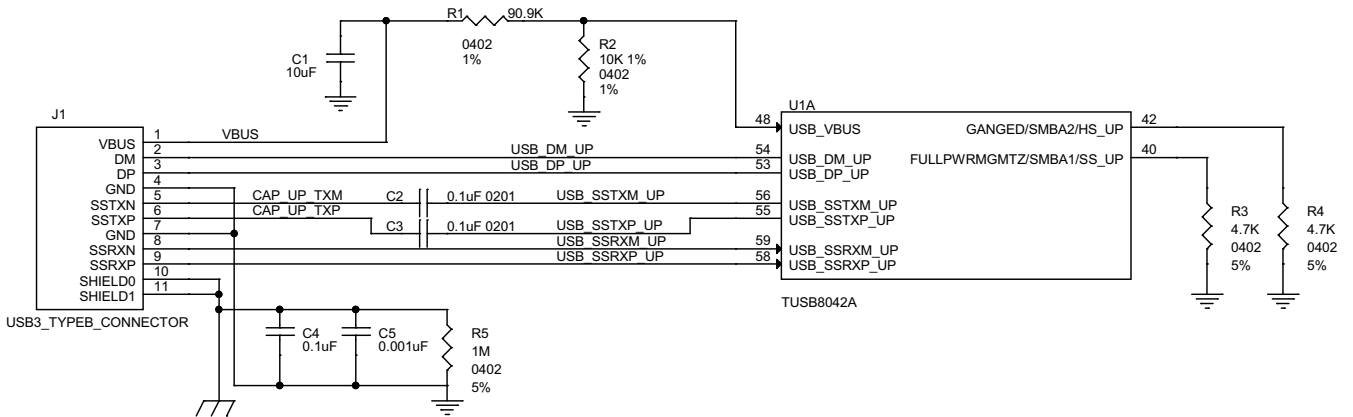 R1
90.9K
0402
1%
C1
10uF
R2
10K 1%
0402
1%
J1
VBUS
DM
DP
GND
SSTXN
SSTXP
GND
SSRXN
SSRXP
SHIELD0
SHIELD1
1
2
3
4
5
6
7
8
9
10
11
USB3_TYPEB_CONNECTOR
VBUS
USB_DM_UP
USB_DP_UP
CAP_UP_TXM
CAP_UP_TXP
C2
0.1uF 0201
C3
0.1uF 0201
USB_SSTXM_UP
USB_SSTXP_UP
USB_SSRXM_UP
USB_SSRXP_UP
48
54
53
56
55
59
58
U1A
USB_VBUS
USB_DM_UP
USB_DP_UP
USB_SSTXM_UP
USB_SSTXP_UP
USB_SSRXM_UP
USB_SSRXP_UP
GANGED/SMBA2/HS_UP
FULLPWRMGMTZ/SMBA1/SS_UP
42
40
TUSB8042A
R3
4.7K
0402
5%
R4
4.7K
0402
5%
C4
0.1uF
C5
0.001uF
R5
1M
0402
5%